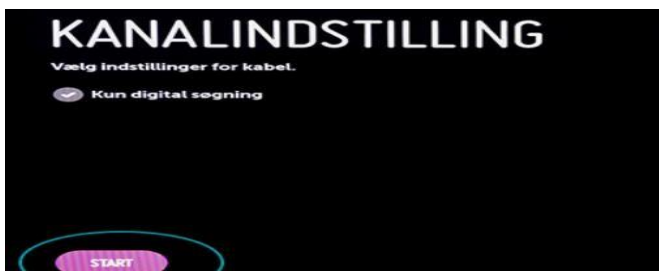 KANALINDSTILLING
Vælg indstillinger for kabel.
Kun digital søgning
START